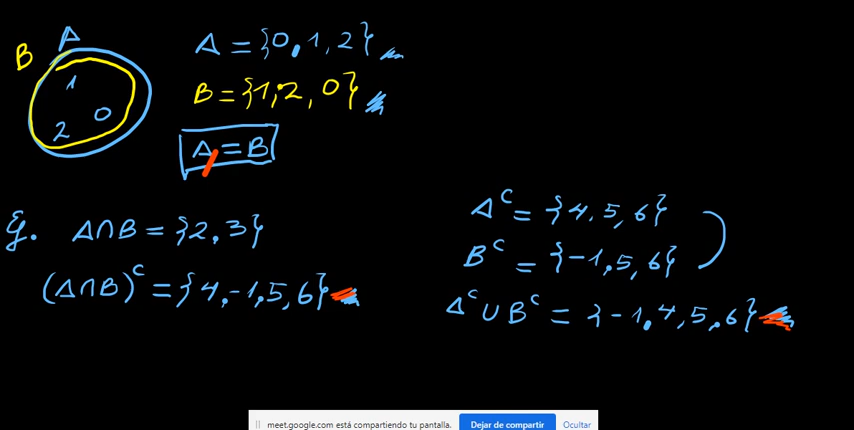 A
B
1
0
2
A = {0, 1, 2}
B = {1, 2, 0}
A = B
Ej. A∩B = {2, 3}
(A∩B)ᶜ = {4, -1, 5, 6}
Aᶜ = {4, 5, 6}
Bᶜ = {-1, 5, 6}
Aᶜ ∪ Bᶜ = {-1, 4, 5, 6}
meet.google.com está compartiendo tu pantalla. Dejar de compartir Ocultar